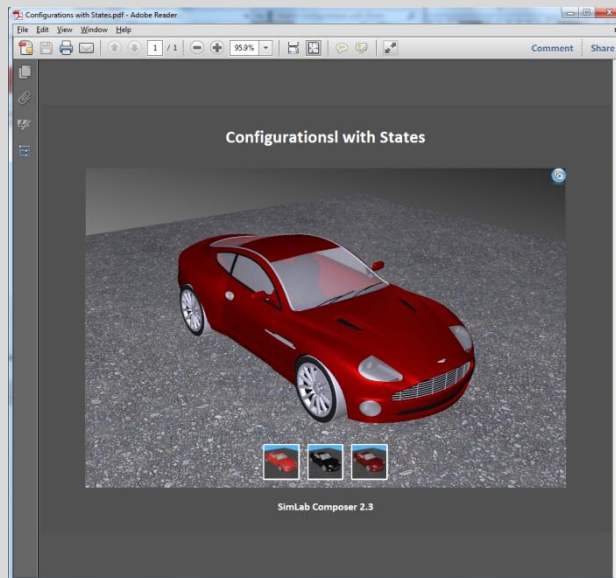 Configurations with States.pdf - Adobe Reader
File Edit View Window Help
1 / 1 95.9% Comment Share
Configurationsl with States
SimLab Composer 2.3